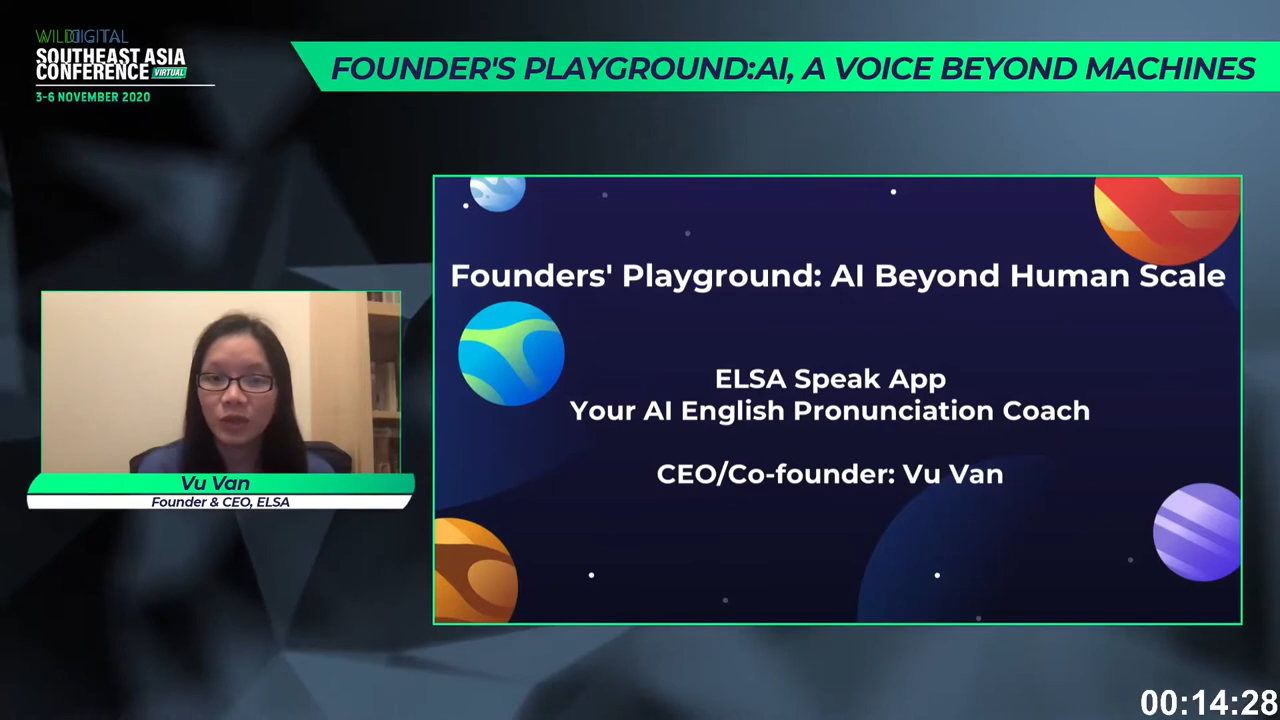 WILDDIGITAL
SOUTHEAST ASIA
CONFERENCE VIRTUAL
3-6 NOVEMBER 2020
FOUNDER'S PLAYGROUND:AI, A VOICE BEYOND MACHINES
Founders' Playground: AI Beyond Human Scale
ELSA Speak App
Your AI English Pronunciation Coach
CEO/Co-founder: Vu Van
Vu Van
Founder & CEO, ELSA
00:14:28